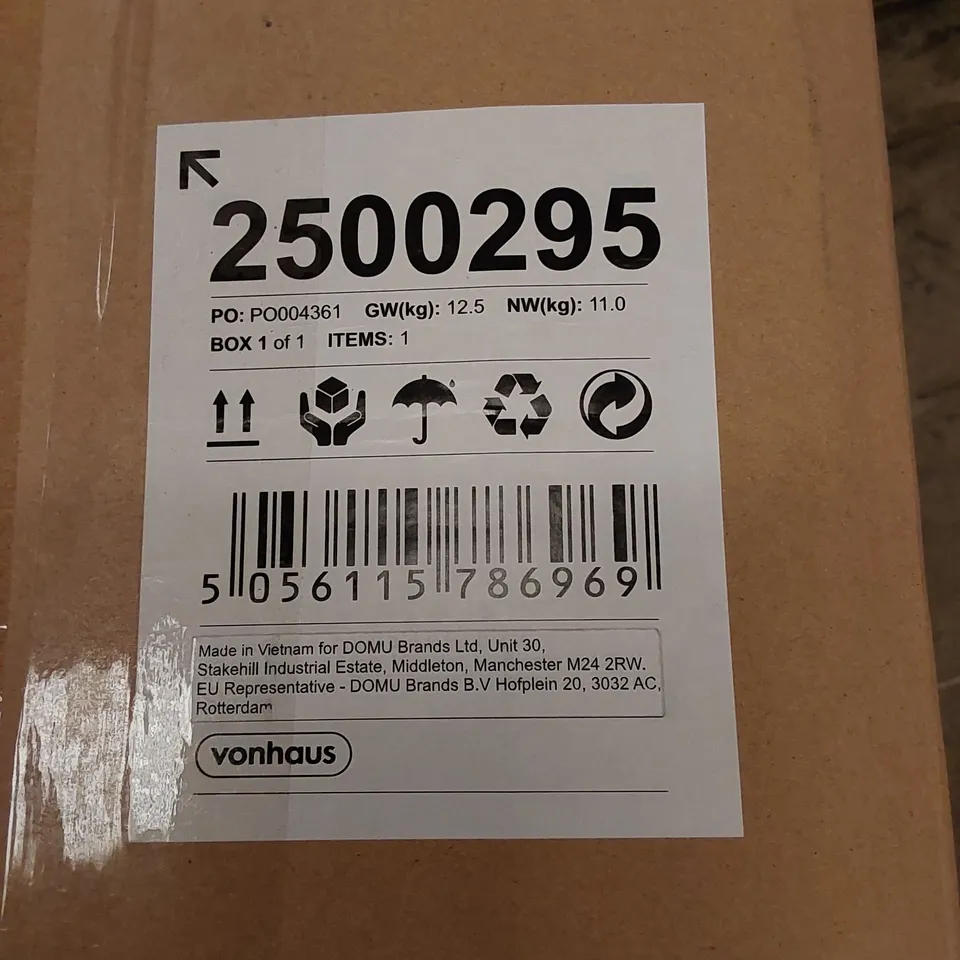 2500295
PO: PO004361 GW(kg): 12.5 NW(kg): 11.0
BOX 1 of 1 ITEMS: 1
5 056115 786969
Made in Vietnam for DOMU Brands Ltd, Unit 30,
Stakehill Industrial Estate, Middleton, Manchester M24 2RW.
EU Representative - DOMU Brands B.V Hofplein 20, 3032 AC,
Rotterdam
vonhaus